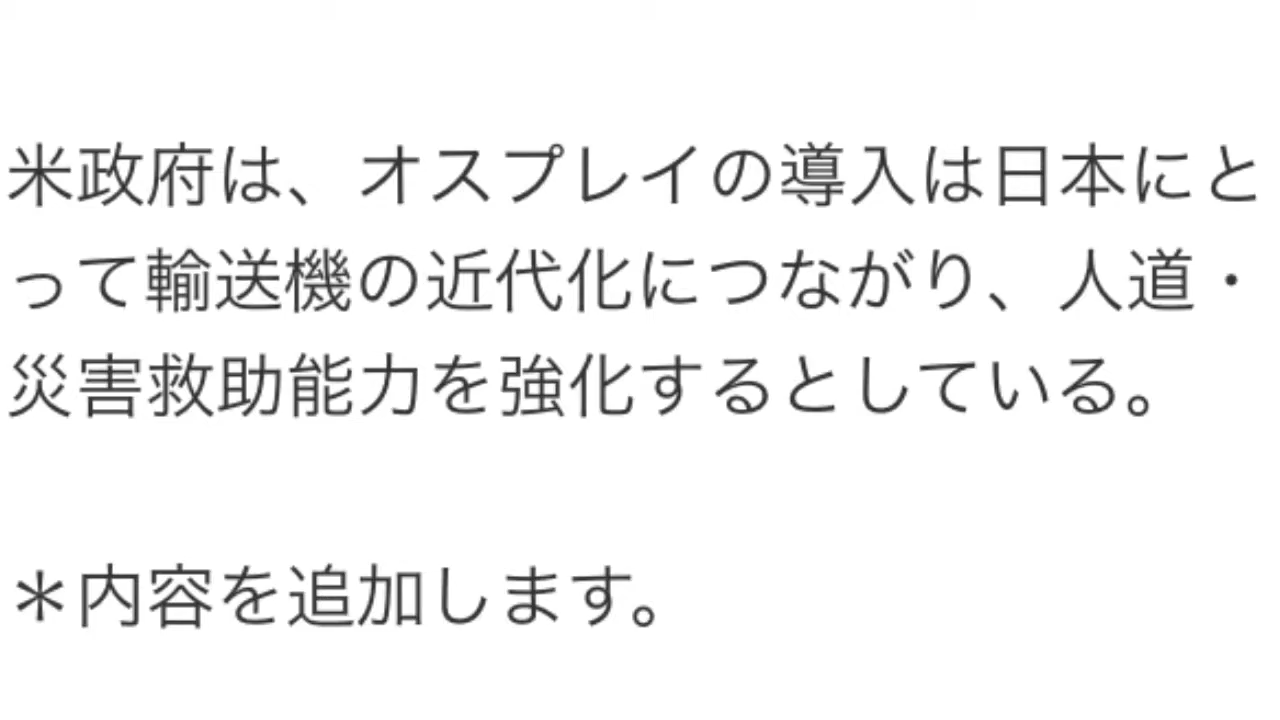 米政府は、オスプレイの導入は日本にと
って輸送機の近代化につながり、人道・
災害救助能力を強化するとしている。
＊内容を追加します。